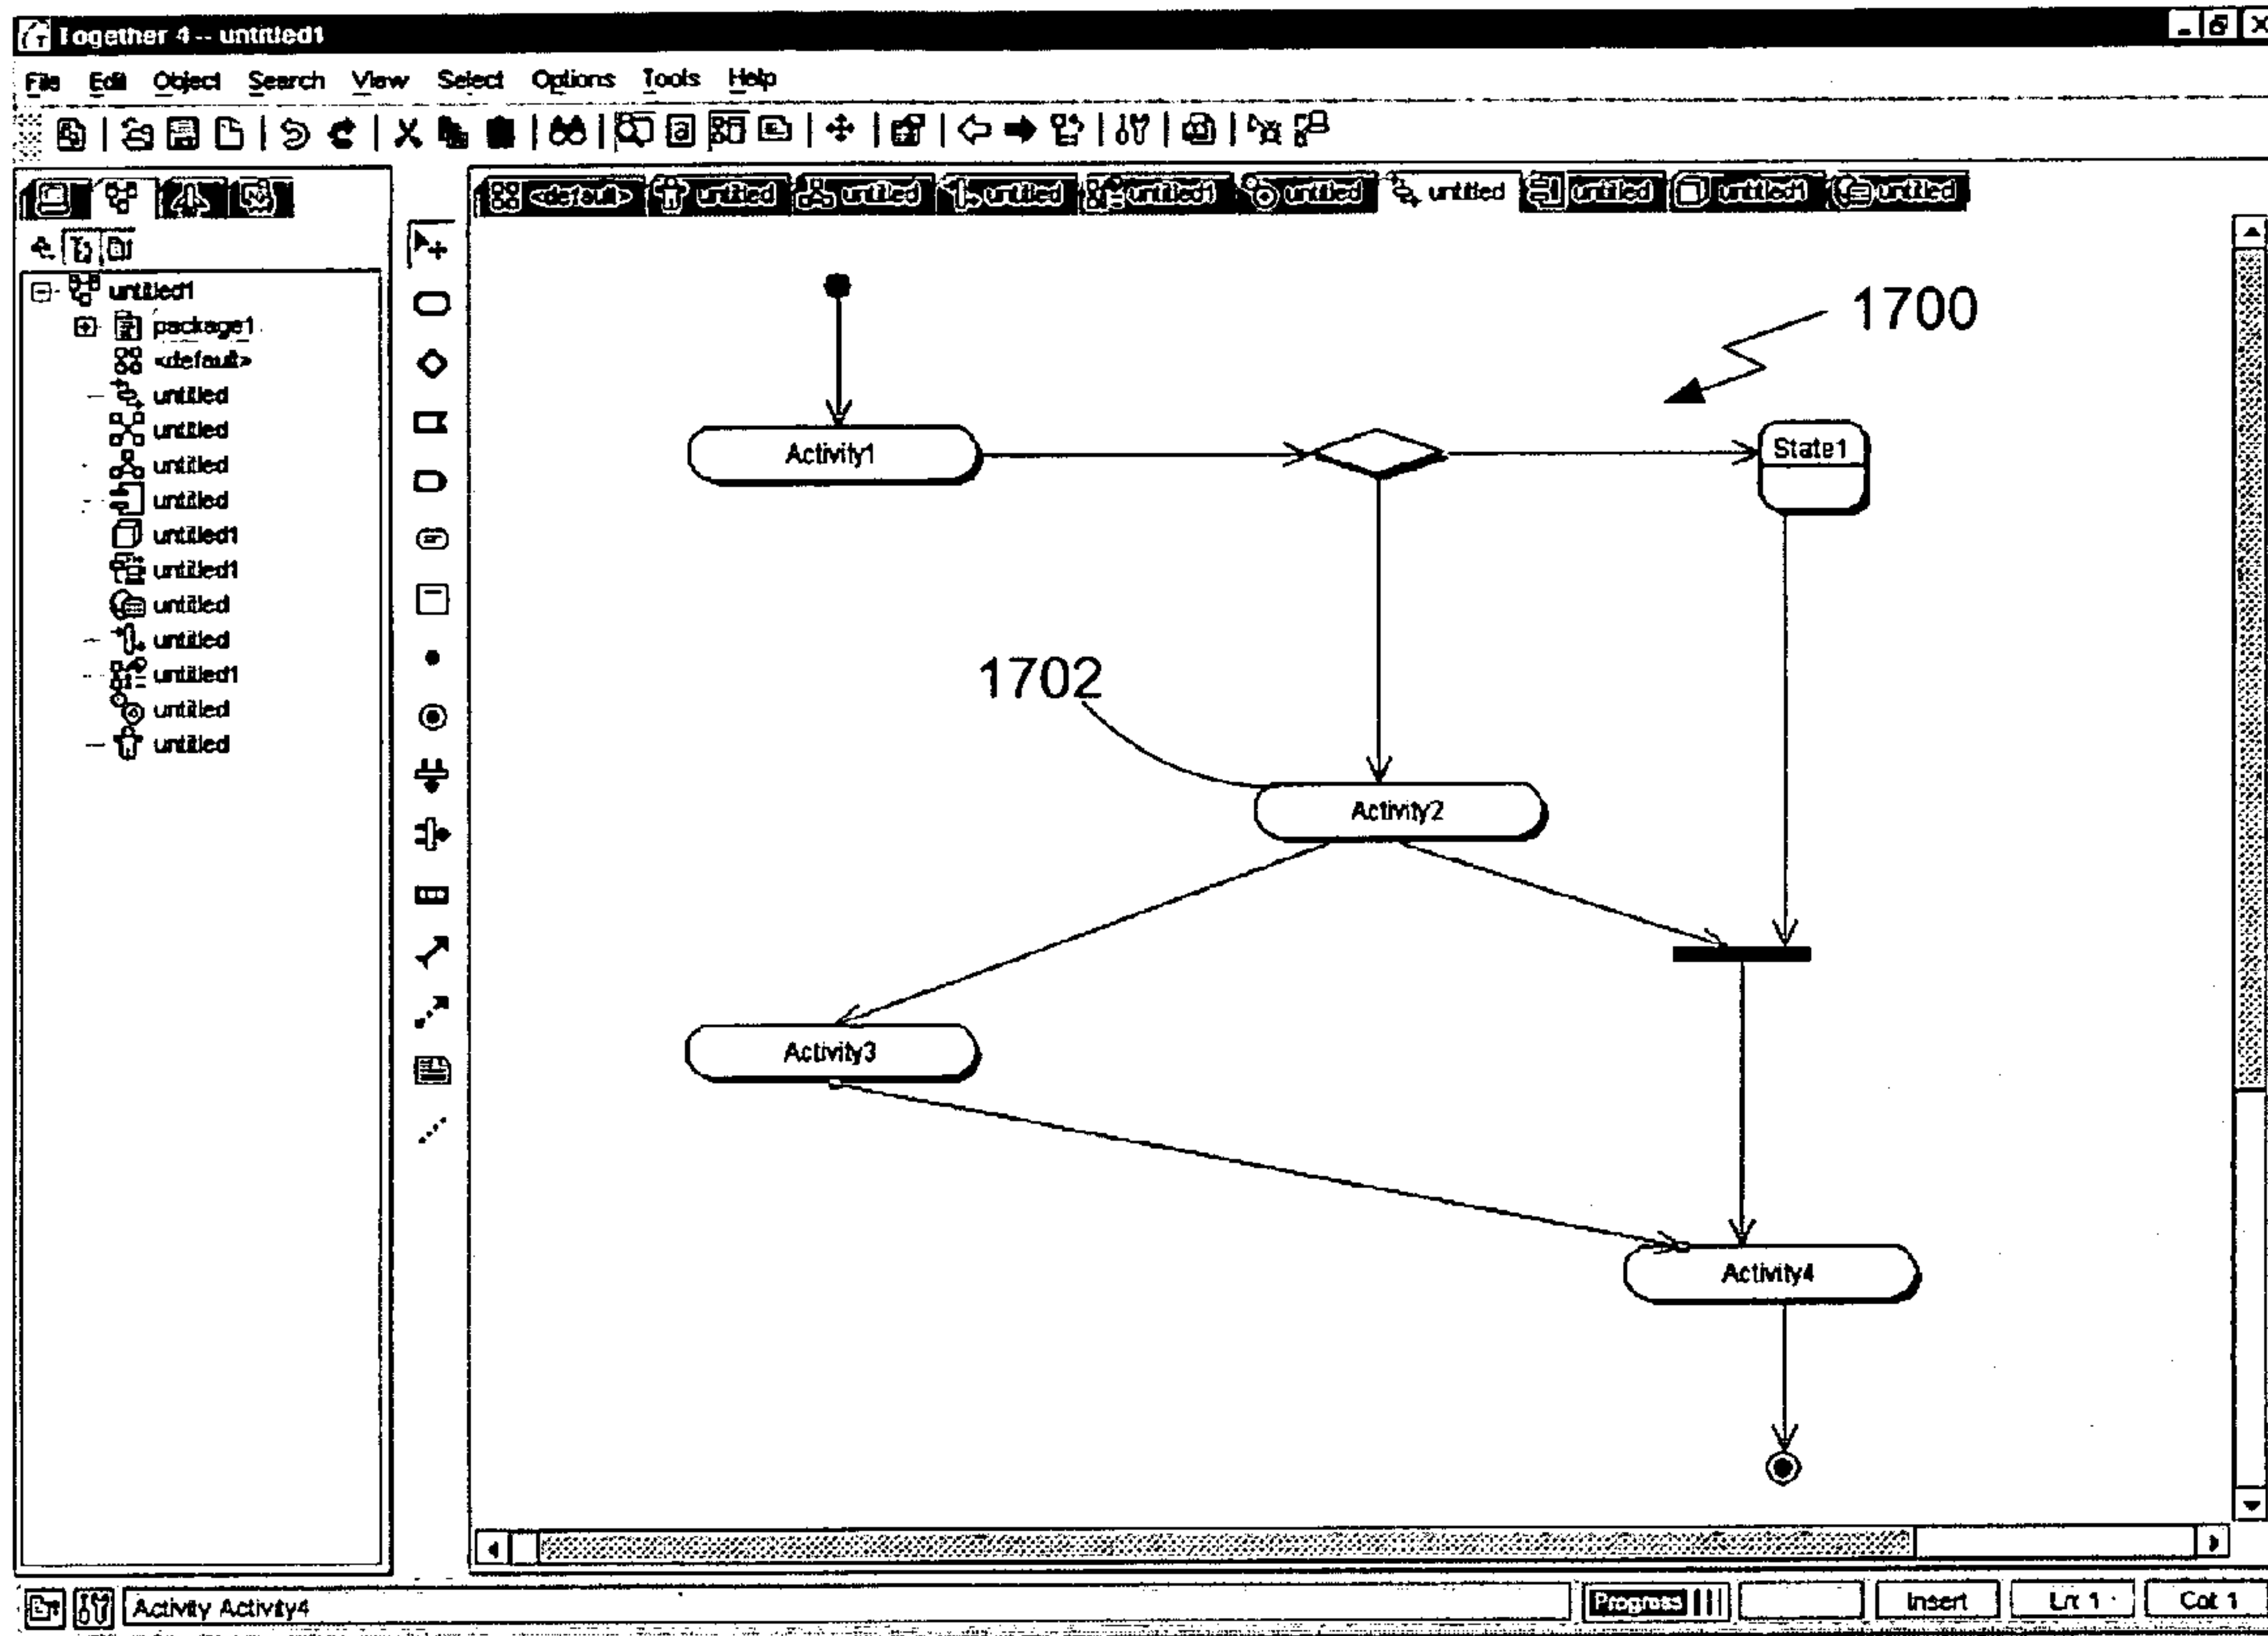 Together 4 -- untitled1
File Edit Object Search View Select Options Tools Help
<default> untitled untitled untitled untitled1 untitled untitled untitled untitled1 untitled
untitled1
package1
<default>
untitled
untitled
untitled
untitled
untitled1
untitled1
untitled
untitled
untitled1
untitled
untitled
1700
Activity1
State1
1702
Activity2
Activity3
Activity4
Activity Activity4
Progress
Insert
Ln 1
Col 1